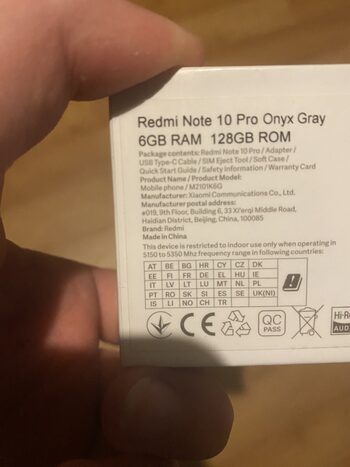 Redmi Note 10 Pro Onyx Gray
6GB RAM 128GB ROM
Package contents: Redmi Note 10 Pro / Adapter /
USB Type-C Cable / SIM Eject Tool / Soft Case /
Quick Start Guide / Safety Information / Warranty Card
Product Name / Product Model:
Mobile phone / M2101K6G
Manufacturer: Xiaomi Communications Co., Ltd.
Manufacturer postal address:
#019, 9th Floor, Building 6, 33 Xi'erqi Middle Road,
Haidian District, Beijing, China, 100085
Brand: Redmi
Made in China
This device is restricted to indoor use only when operating in
5150 to 5350 Mhz frequency range in following countries:
AT BE BG HR CY CZ DK
EE FI FR DE EL HU IE
IT LV LT LU MT NL PL
PT RO SK SI ES SE UK(NI)
IS LI NO CH TR
CE
QC
PASS
Hi-Re
AUD